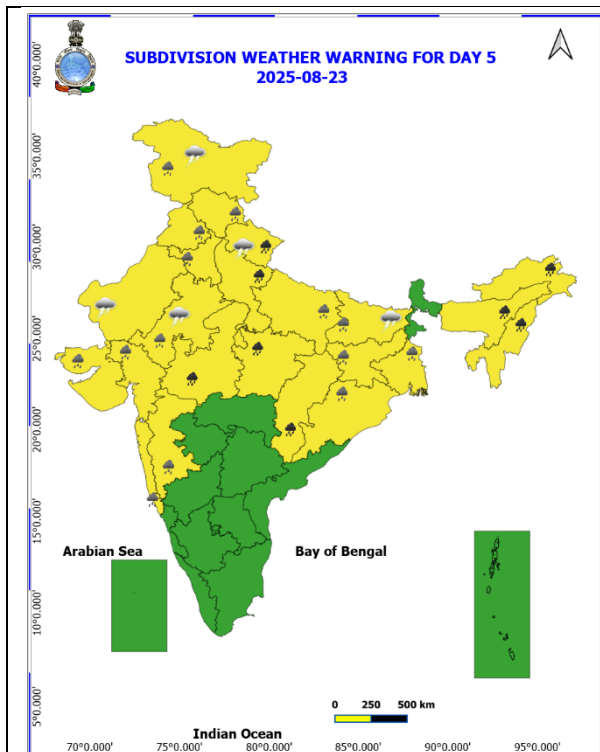 SUBDIVISION WEATHER WARNING FOR DAY 5
2025-08-23
40°0.000'
35°0.000'
30°0.000'
25°0.000'
20°0.000'
15°0.000'
10°0.000'
5°0.000'
Arabian Sea
Bay of Bengal
0 250 500 km
Indian Ocean
70°0.000' 75°0.000' 80°0.000' 85°0.000' 90°0.000' 95°0.000'